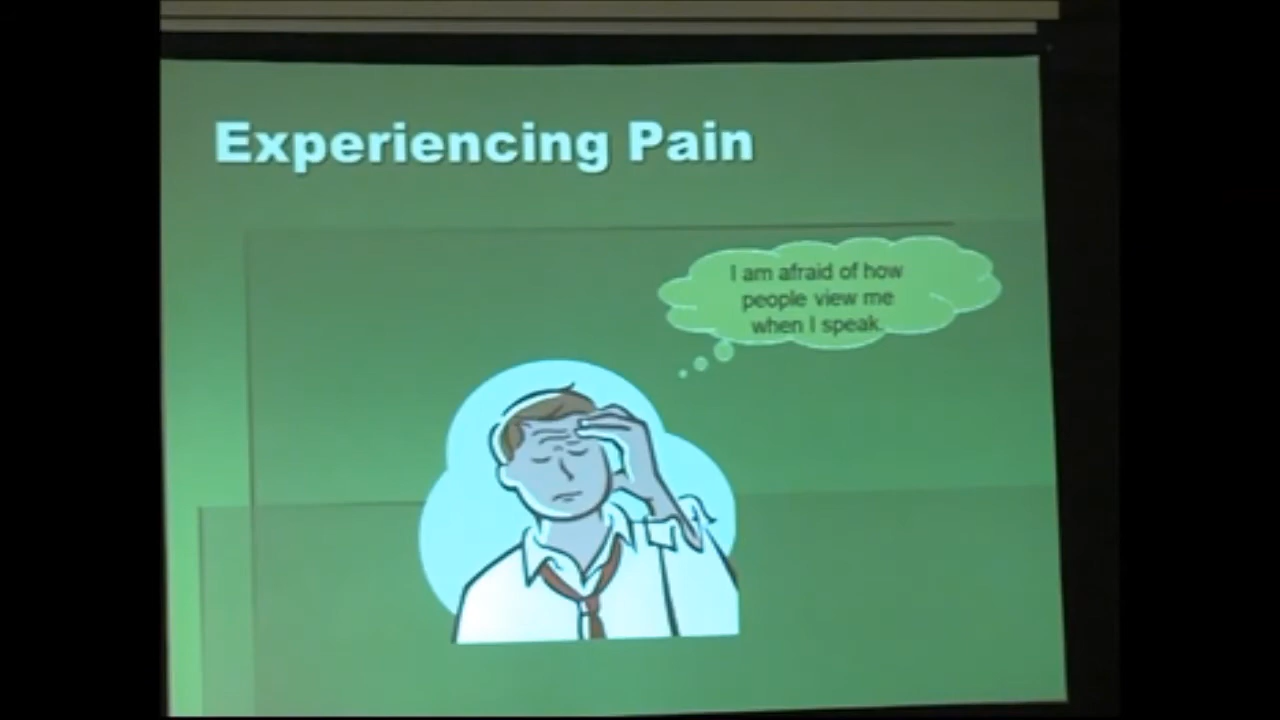 Experiencing Pain
I am afraid of how
people view me
when I speak.